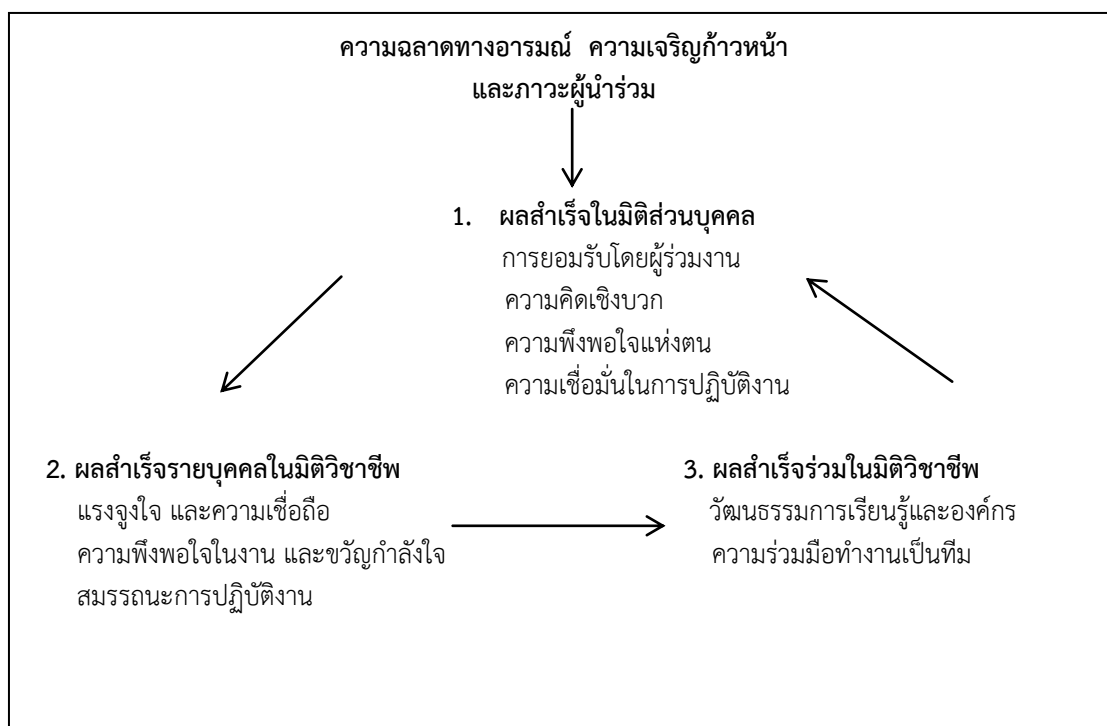 ความฉลาดทางอารมณ์ ความเจริญก้าวหน้า
และภาวะผู้นำร่วม
1. ผลสำเร็จในมิติส่วนบุคคล
การยอมรับโดยผู้ร่วมงาน
ความคิดเชิงบวก
ความพึงพอใจแห่งตน
ความเชื่อมั่นในการปฏิบัติงาน
2. ผลสำเร็จรายบุคคลในมิติวิชาชีพ
แรงจูงใจ และความเชื่อถือ
ความพึงพอใจในงาน และขวัญกำลังใจ
สมรรถนะการปฏิบัติงาน
3. ผลสำเร็จร่วมในมิติวิชาชีพ
วัฒนธรรมการเรียนรู้และองค์กร
ความร่วมมือทำงานเป็นทีม